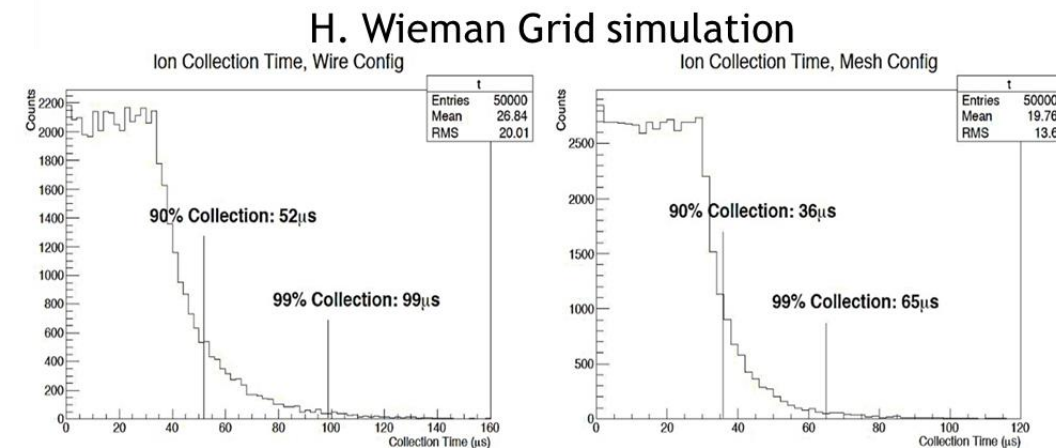 H. Wieman Grid simulation
Ion Collection Time, Wire Config
t
Entries 50000
Mean 26.84
RMS 20.01
Counts
2200
2000
1800
1600
1400
1200
1000
800
600
400
200
0
90% Collection: 52μs
99% Collection: 99μs
0 20 40 60 80 100 120 140 160
Collection Time (μs)
Ion Collection Time, Mesh Config
t
Entries 50000
Mean 19.76
RMS 13.6
Counts
2500
2000
1500
1000
500
0
90% Collection: 36μs
99% Collection: 65μs
0 20 40 60 80 100 120
Collection Time (μs)